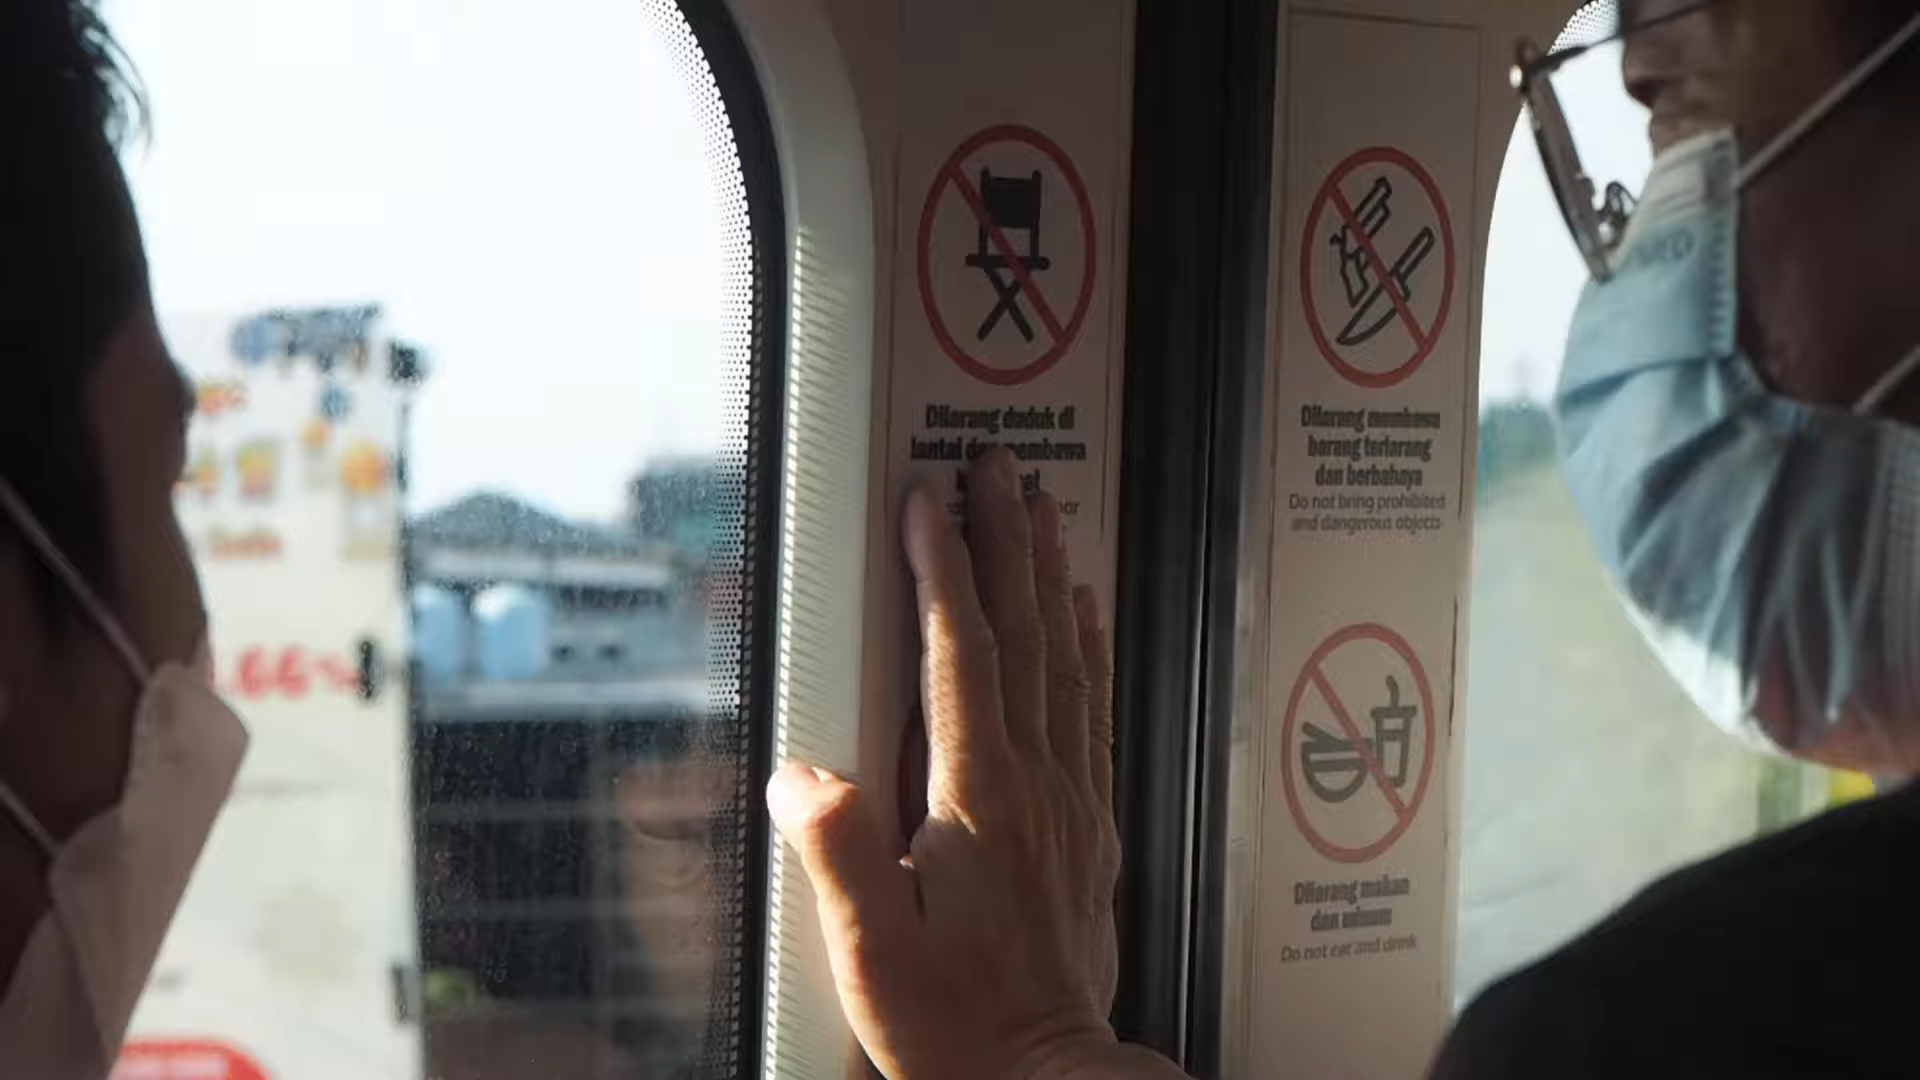 Dilarang duduk di
lantai dan membawa
Dilarang membawa
barang terlarang
dan berbahaya
Do not bring prohibited
and dangerous objects
Dilarang makan
dan minum
Do not eat and drink
.66%